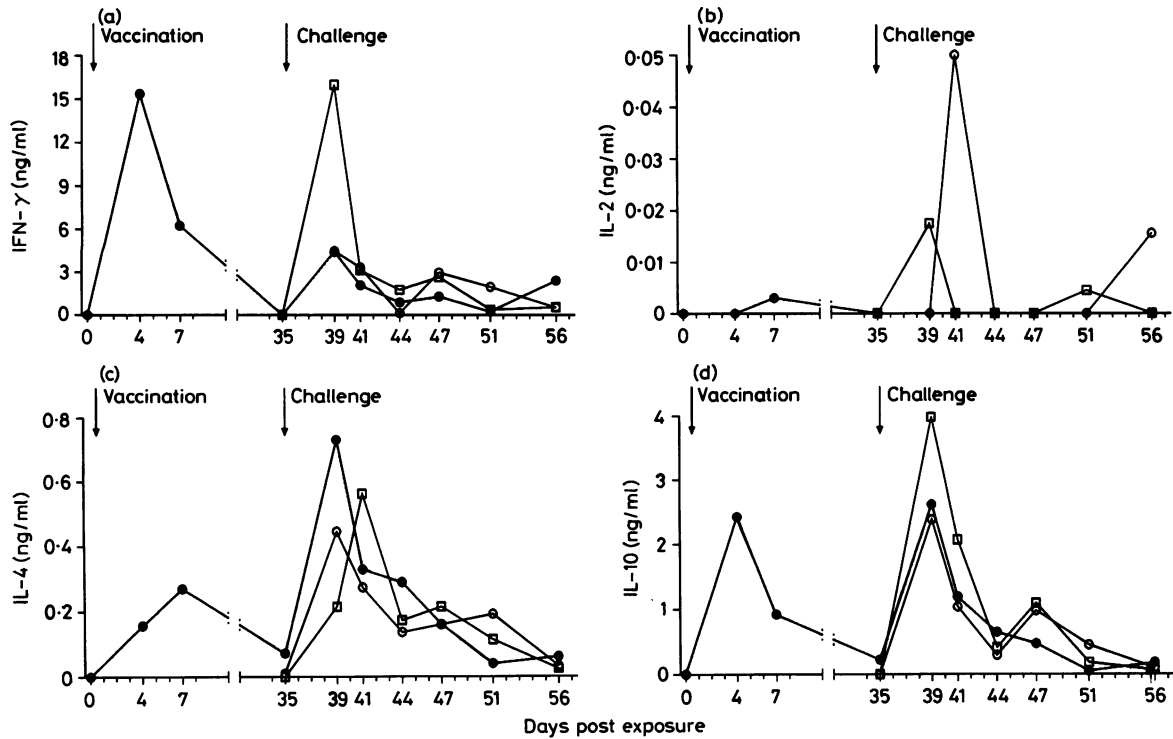 (a)
Vaccination
Challenge
18
15
12
9
6
3
0
IFN-γ (ng/ml)
0 4 7 35 39 41 44 47 51 56
(b)
Vaccination
Challenge
0·05
0·04
0·03
0·02
0·01
0
IL-2 (ng/ml)
0 4 7 35 39 41 44 47 51 56
(c)
Vaccination
Challenge
0·8
0·6
0·4
0·2
0
IL-4 (ng/ml)
0 4 7 35 39 41 44 47 51 56
(d)
Vaccination
Challenge
4
3
2
1
0
IL-10 (ng/ml)
0 4 7 35 39 41 44 47 51 56
Days post exposure